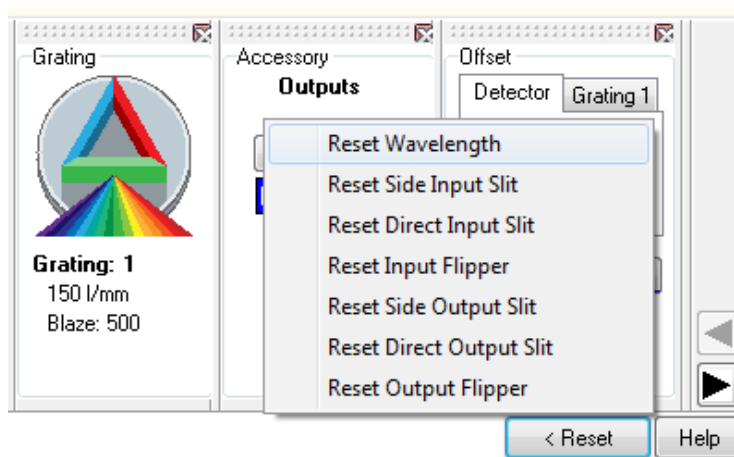 Grating
Accessory
Offset
Outputs
Detector
Grating 1
Reset Wavelength
Reset Side Input Slit
Reset Direct Input Slit
Reset Input Flipper
Reset Side Output Slit
Reset Direct Output Slit
Reset Output Flipper
Grating: 1
150 l/mm
Blaze: 500
< Reset
Help